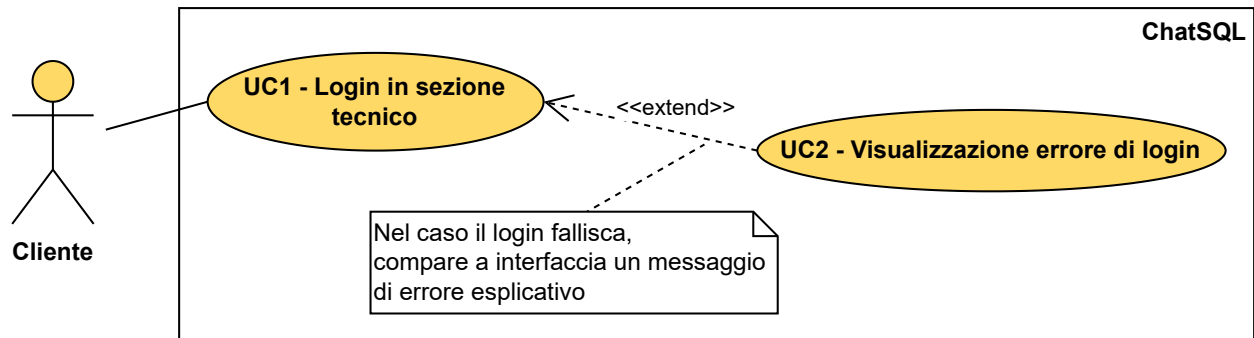 ChatSQL
UC1 - Login in sezione
tecnico
<<extend>>
UC2 - Visualizzazione errore di login
Nel caso il login fallisca,
compare a interfaccia un messaggio
di errore esplicativo
Cliente